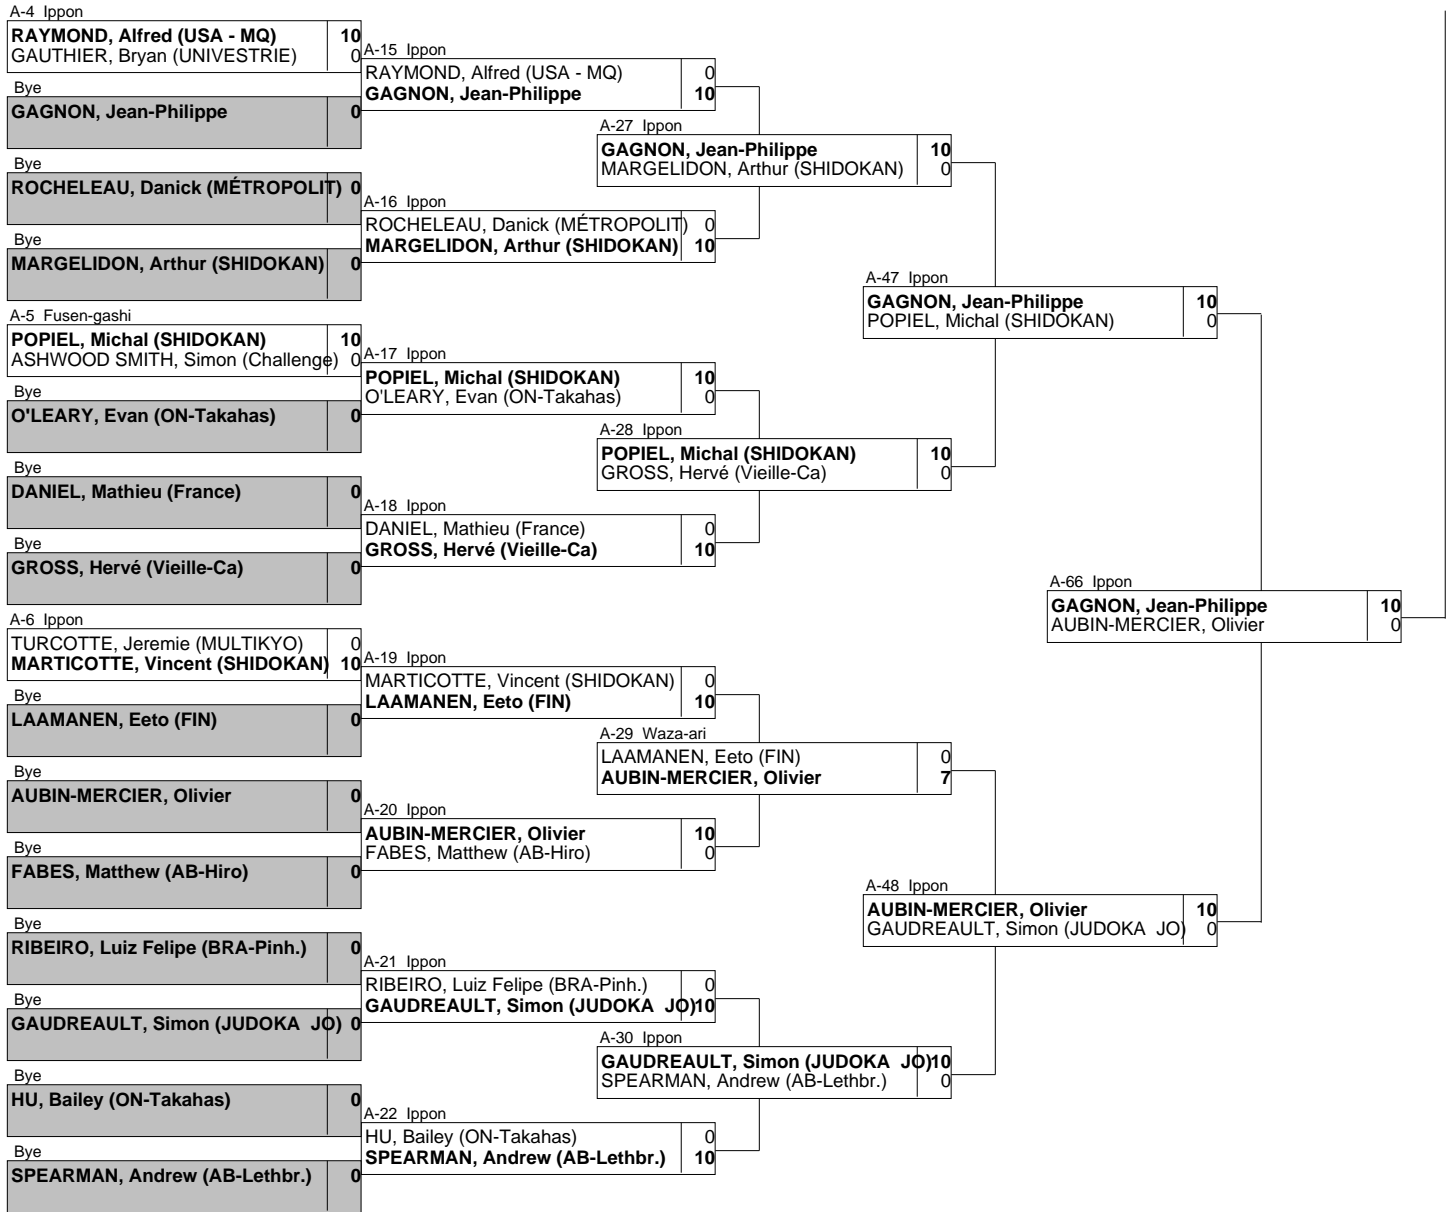 A-4 Ippon
RAYMOND, Alfred (USA - MQ) 10
GAUTHIER, Bryan (UNIVESTRIE) 0
Bye
GAGNON, Jean-Philippe 0
Bye
ROCHELEAU, Danick (MÉTROPOLIT) 0
Bye
MARGELIDON, Arthur (SHIDOKAN) 0
A-5 Fusen-gashi
POPIEL, Michal (SHIDOKAN) 10
ASHWOOD SMITH, Simon (Challenge) 0
Bye
O'LEARY, Evan (ON-Takahas) 0
Bye
DANIEL, Mathieu (France) 0
Bye
GROSS, Hervé (Vieille-Ca) 0
A-6 Ippon
TURCOTTE, Jeremie (MULTIKYO) 0
MARTICOTTE, Vincent (SHIDOKAN) 10
Bye
LAAMANEN, Eeto (FIN) 0
Bye
AUBIN-MERCIER, Olivier 0
Bye
FABES, Matthew (AB-Hiro) 0
Bye
RIBEIRO, Luiz Felipe (BRA-Pinh.) 0
Bye
GAUDREAULT, Simon (JUDOKA JO) 0
Bye
HU, Bailey (ON-Takahas) 0
Bye
SPEARMAN, Andrew (AB-Lethbr.) 0
A-15 Ippon
RAYMOND, Alfred (USA - MQ) 0
GAGNON, Jean-Philippe 10
A-16 Ippon
ROCHELEAU, Danick (MÉTROPOLIT) 0
MARGELIDON, Arthur (SHIDOKAN) 10
A-17 Ippon
POPIEL, Michal (SHIDOKAN) 10
O'LEARY, Evan (ON-Takahas) 0
A-18 Ippon
DANIEL, Mathieu (France) 0
GROSS, Hervé (Vieille-Ca) 10
A-19 Ippon
MARTICOTTE, Vincent (SHIDOKAN) 0
LAAMANEN, Eeto (FIN) 10
A-20 Ippon
AUBIN-MERCIER, Olivier 10
FABES, Matthew (AB-Hiro) 0
A-21 Ippon
RIBEIRO, Luiz Felipe (BRA-Pinh.) 0
GAUDREAULT, Simon (JUDOKA JO) 10
A-22 Ippon
HU, Bailey (ON-Takahas) 0
SPEARMAN, Andrew (AB-Lethbr.) 10
A-27 Ippon
GAGNON, Jean-Philippe 10
MARGELIDON, Arthur (SHIDOKAN) 0
A-28 Ippon
POPIEL, Michal (SHIDOKAN) 10
GROSS, Hervé (Vieille-Ca) 0
A-29 Waza-ari
LAAMANEN, Eeto (FIN) 0
AUBIN-MERCIER, Olivier 7
A-30 Ippon
GAUDREAULT, Simon (JUDOKA JO) 10
SPEARMAN, Andrew (AB-Lethbr.) 0
A-47 Ippon
GAGNON, Jean-Philippe 10
POPIEL, Michal (SHIDOKAN) 0
A-48 Ippon
AUBIN-MERCIER, Olivier 10
GAUDREAULT, Simon (JUDOKA JO) 0
A-66 Ippon
GAGNON, Jean-Philippe 10
AUBIN-MERCIER, Olivier 0